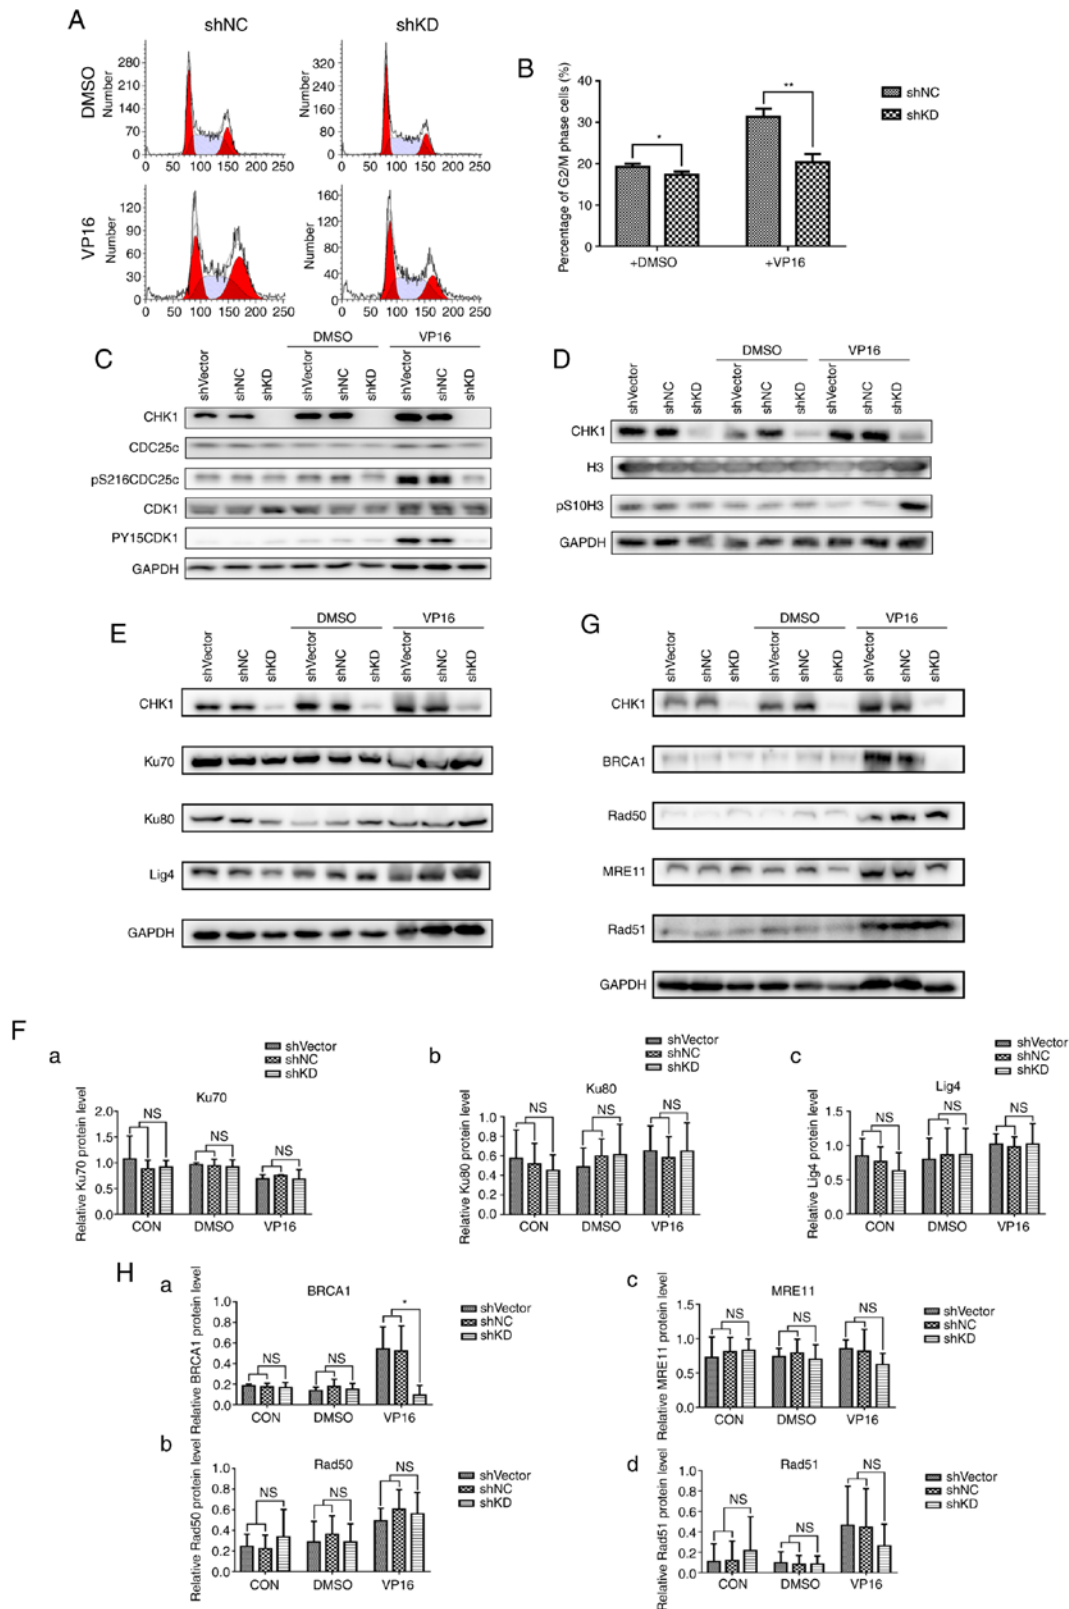 A
shNC
shKD
DMSO
Number
280
210
140
70
0
0 50 100 150 200 250
Number
320
240
160
80
0
0 50 100 150 200 250
VP16
Number
120
90
60
30
0
0 50 100 150 200 250
Number
160
120
80
40
0
0 50 100 150 200 250
B
Percentage of G2/M phase cells (%)
40
30
20
10
0
*
**
+DMSO
+VP16
shNC
shKD
C
DMSO
VP16
shVector
shNC
shKD
shVector
shNC
shKD
shVector
shNC
shKD
CHK1
CDC25c
pS216CDC25c
CDK1
PY15CDK1
GAPDH
D
DMSO
VP16
shVector
shNC
shKD
shVector
shNC
shKD
shVector
shNC
shKD
CHK1
H3
pS10H3
GAPDH
E
DMSO
VP16
shVector
shNC
shKD
shVector
shNC
shKD
shVector
shNC
shKD
CHK1
Ku70
Ku80
Lig4
GAPDH
G
DMSO
VP16
shVector
shNC
shKD
shVector
shNC
shKD
shVector
shNC
shKD
CHK1
BRCA1
Rad50
MRE11
Rad51
GAPDH
F
a
shVector
shNC
shKD
Ku70
Relative Ku70 protein level
2.0
1.5
1.0
0.5
0.0
NS
NS
NS
CON
DMSO
VP16
b
shVector
shNC
shKD
Ku80
Relative Ku80 protein level
1.0
0.8
0.6
0.4
0.2
0.0
NS
NS
NS
CON
DMSO
VP16
c
shVector
shNC
shKD
Lig4
Relative Lig4 protein level
1.5
1.0
0.5
0.0
NS
NS
NS
CON
DMSO
VP16
H
a
BRCA1
Relative BRCA1 protein level
1.0
0.8
0.6
0.4
0.2
0.0
NS
NS
*
CON
DMSO
VP16
shVector
shNC
shKD
c
MRE11
Relative MRE11 protein level
1.5
1.0
0.5
0.0
NS
NS
NS
CON
DMSO
VP16
shVector
shNC
shKD
b
Rad50
Relative Rad50 protein level
1.0
0.8
0.6
0.4
0.2
0.0
NS
NS
NS
CON
DMSO
VP16
shVector
shNC
shKD
d
Rad51
Relative Rad51 protein level
1.0
0.8
0.6
0.4
0.2
0.0
NS
NS
NS
CON
DMSO
VP16
shVector
shNC
shKD